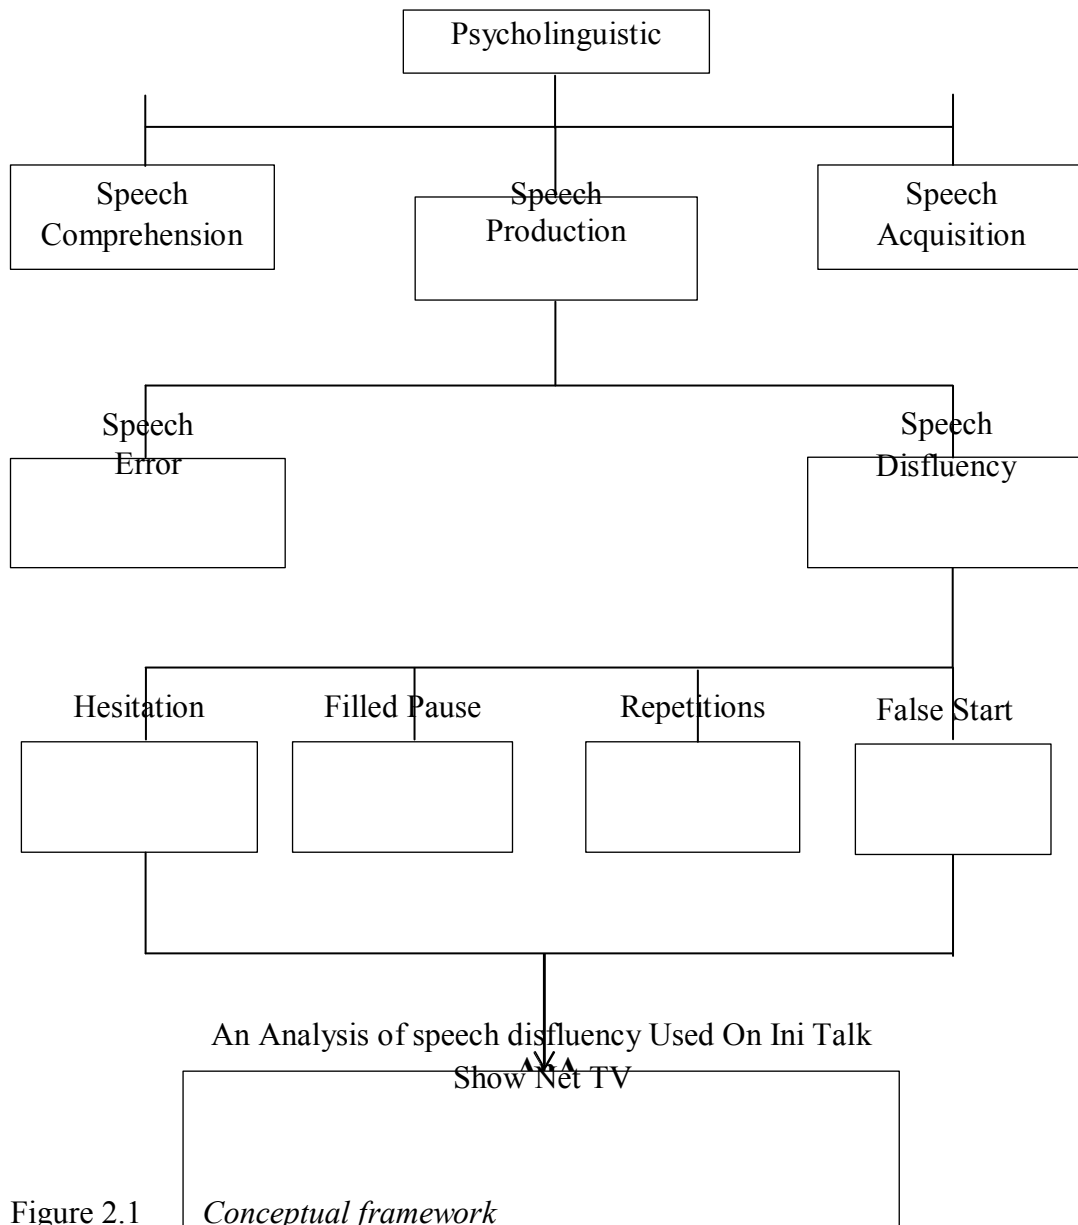 Psycholinguistic
Speech
Comprehension
Speech
Production
Speech
Acquisition
Speech
Error
Speech
Disfluency
Hesitation
Filled Pause
Repetitions
False Start
An Analysis of speech disfluency Used On Ini Talk
Show Net TV
Figure 2.1 Conceptual framework